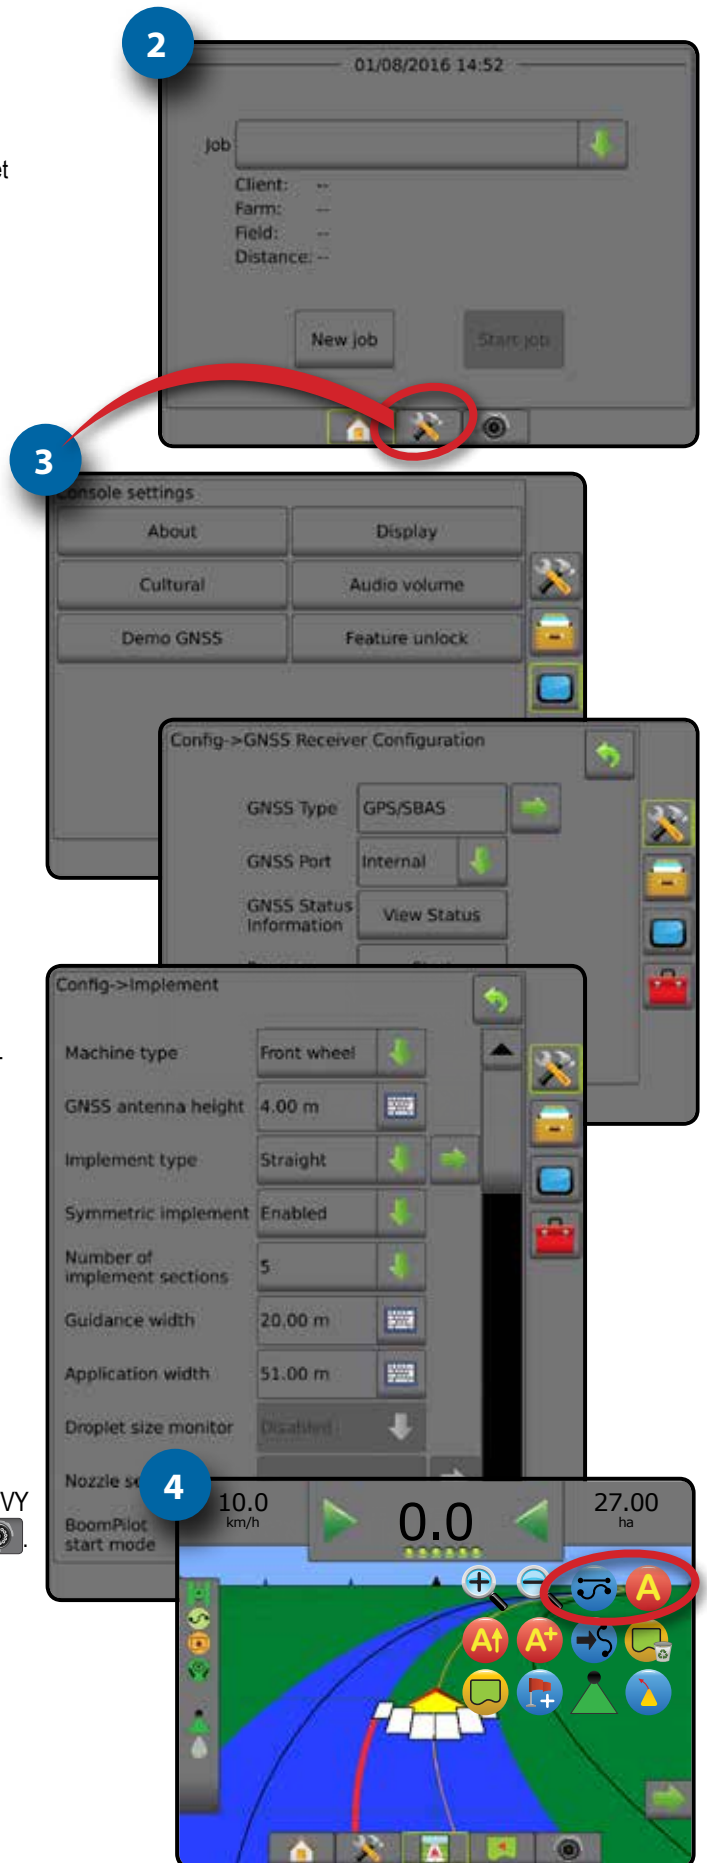 2
01/08/2016 14:52
et
Job
Client: --
Farm: --
Field: --
Distance: --
New job
Start job
3
Console settings
About
Display
Cultural
Audio volume
Demo GNSS
Feature unlock
Config->GNSS Receiver Configuration
GNSS Type GPS/SBAS
GNSS Port Internal
GNSS Status
Information
View Status
Config->Implement
Machine type Front wheel
GNSS antenna height 4.00 m
Implement type Straight
Symmetric implement Enabled
Number of
implement sections
5
Guidance width 20.00 m
Application width 51.00 m
Droplet size monitor Disabled
Nozzle se
BoomPilot
start mode
VY
.
4
10.0
km/h
0.0
27.00
ha
A
A A+